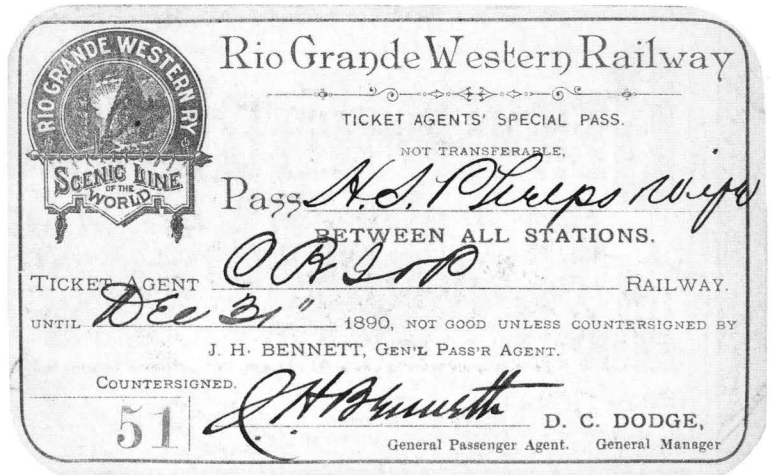 RIO GRANDE WESTERN RY
SCENIC LINE
OF THE
WORLD
Rio Grande Western Railway
TICKET AGENTS' SPECIAL PASS.
NOT TRANSFERABLE.
Pass H. S. Phelps & Wife
BETWEEN ALL STATIONS.
TICKET AGENT C R I & P RAILWAY.
UNTIL Dec 31" 1890, NOT GOOD UNLESS COUNTERSIGNED BY
J. H. BENNETT, GEN'L PASS'R AGENT.
COUNTERSIGNED.
51
J. H. Bennett
D. C. DODGE,
General Passenger Agent. General Manager